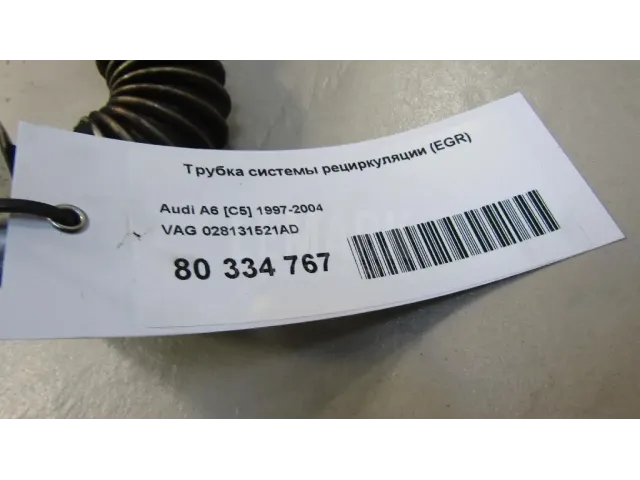 Трубка системы рециркуляции (EGR)
Audi A6 [C5] 1997-2004
VAG 028131521AD
80 334 767